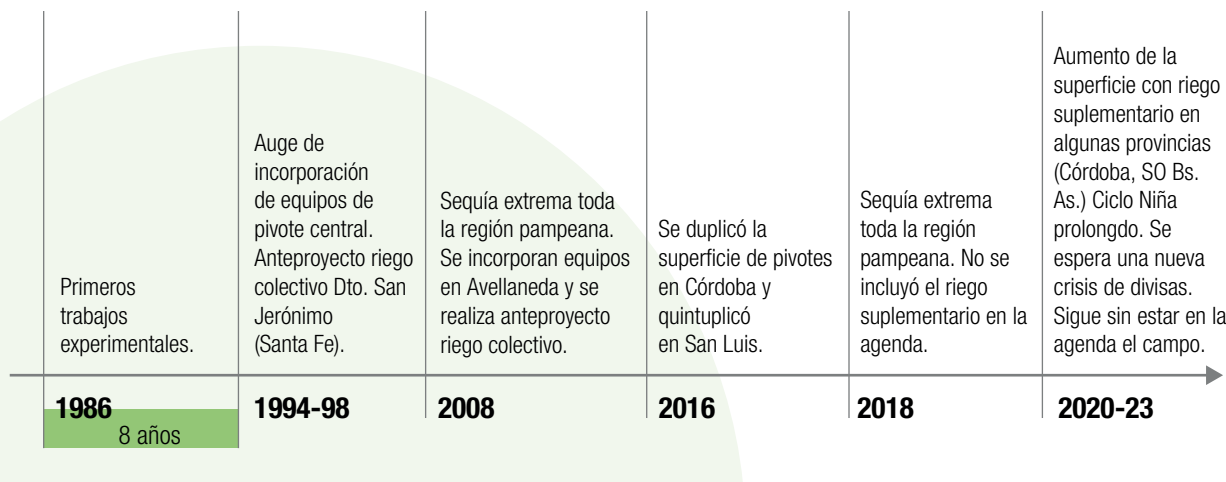 Primeros
trabajos
experimentales.
1986
8 años
Auge de
incorporación
de equipos de
pivote central.
Anteproyecto riego
colectivo Dto. San
Jerónimo
(Santa Fe).
1994-98
Sequía extrema toda
la región pampeana.
Se incorporan equipos
en Avellaneda y se
realiza anteproyecto
riego colectivo.
2008
Se duplicó la
superficie de pivotes
en Córdoba y
quintuplicó
en San Luis.
2016
Sequía extrema
toda la región
pampeana. No se
incluyó el riego
suplementario en la
agenda.
2018
Aumento de la
superficie con riego
suplementario en
algunas provincias
(Córdoba, SO Bs.
As.) Ciclo Niña
prolongdo. Se
espera una nueva
crisis de divisas.
Sigue sin estar en la
agenda el campo.
2020-23